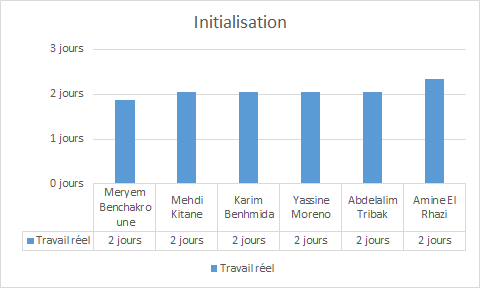 Initialisation
3 jours
2 jours
1 jours
0 jours
Meryem Mehdi Karim Yassine Abdelalim Amine El
Benchakro Kitane Benhmida Moreno Tribak Rhazi
une
Travail réel 2 jours 2 jours 2 jours 2 jours 2 jours 2 jours
Travail réel